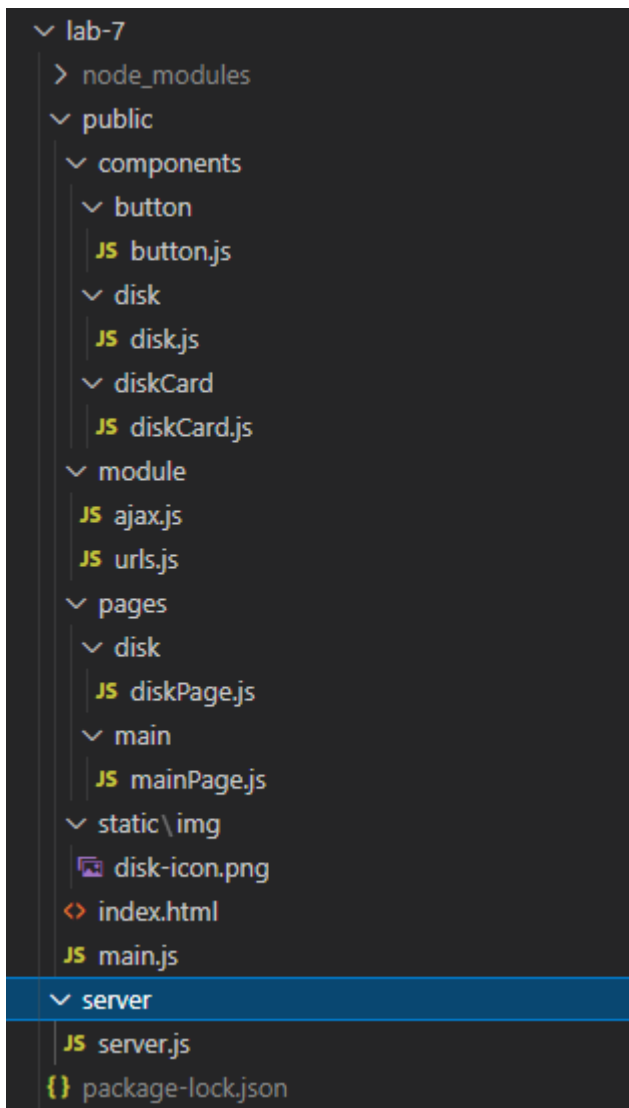 lab-7
node_modules
public
components
button
JS button.js
disk
JS disk.js
diskCard
JS diskCard.js
module
JS ajax.js
JS urls.js
pages
disk
JS diskPage.js
main
JS mainPage.js
static\img
disk-icon.png
<> index.html
JS main.js
server
JS server.js
{} package-lock.json